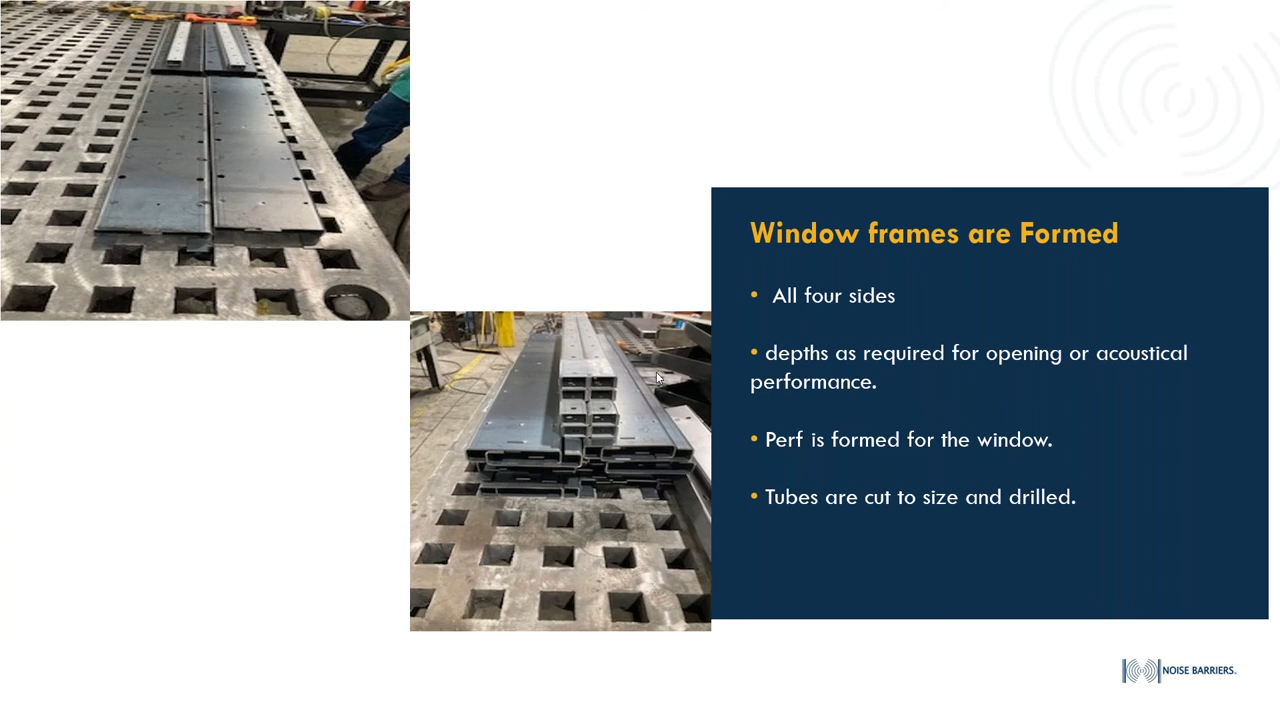 Window frames are Formed
• All four sides
• depths as required for opening or acoustical
performance.
• Perf is formed for the window.
• Tubes are cut to size and drilled.
NOISE BARRIERS.